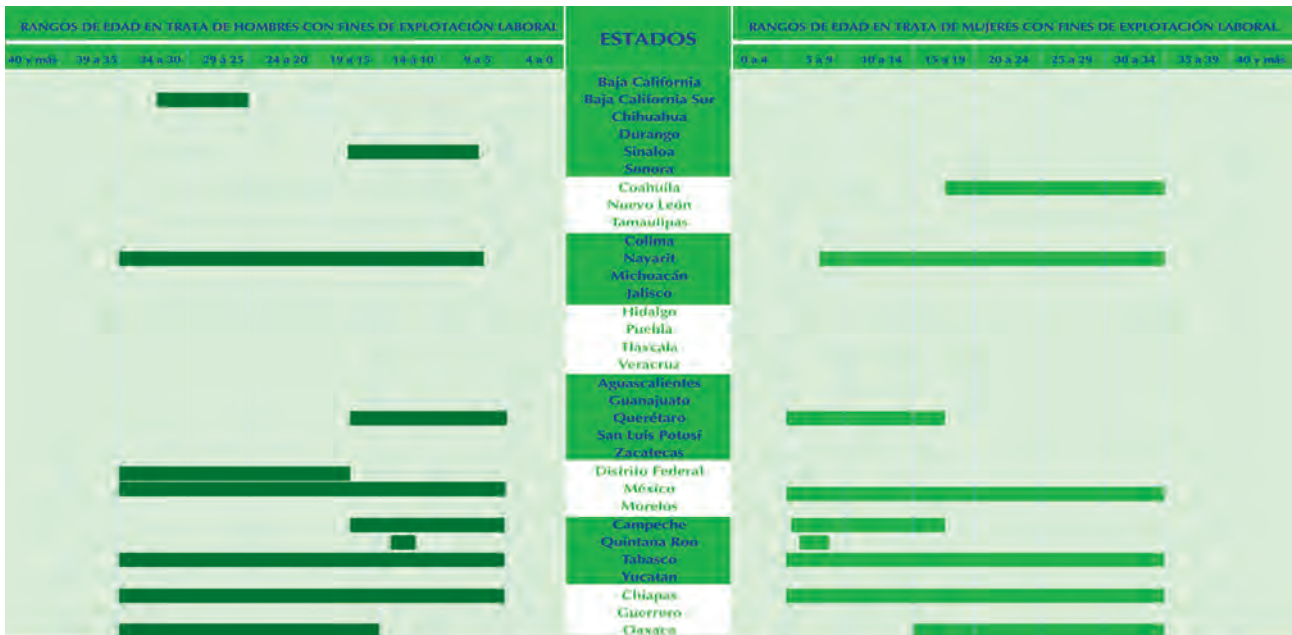 RANGOS DE EDAD EN TRATA DE HOMBRES CON FINES DE EXPLOTACIÓN LABORAL
40 y más 39 a 35 34 a 30 29 a 25 24 a 20 19 a 15 14 a 10 9 a 5 4 a 0
ESTADOS
RANGOS DE EDAD EN TRATA DE MUJERES CON FINES DE EXPLOTACIÓN LABORAL
0 a 4 5 a 9 10 a 14 15 a 19 20 a 24 25 a 29 30 a 34 35 a 39 40 y más
Baja California
Baja California Sur
Chihuahua
Durango
Sinaloa
Sonora
Coahuila
Nuevo León
Tamaulipas
Colima
Nayarit
Michoacán
Jalisco
Hidalgo
Puebla
Tlaxcala
Veracruz
Aguascalientes
Guanajuato
Querétaro
San Luis Potosí
Zacatecas
Distrito Federal
México
Morelos
Campeche
Quintana Roo
Tabasco
Yucatán
Chiapas
Guerrero
Oaxaca